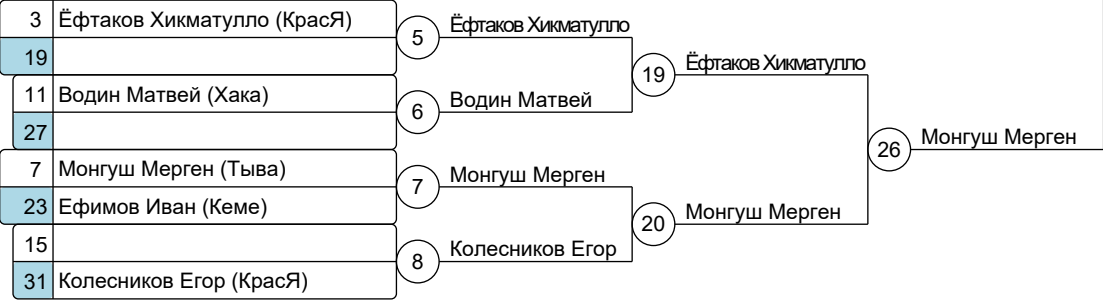 3 Ёфтаков Хикматулло (КрасЯ)
19
11 Водин Матвей (Хака)
27
7 Монгуш Мерген (Тыва)
23 Ефимов Иван (Кеме)
15
31 Колесников Егор (КрасЯ)
5 Ёфтаков Хикматулло
6 Водин Матвей
7 Монгуш Мерген
8 Колесников Егор
19 Ёфтаков Хикматулло
20 Монгуш Мерген
26 Монгуш Мерген